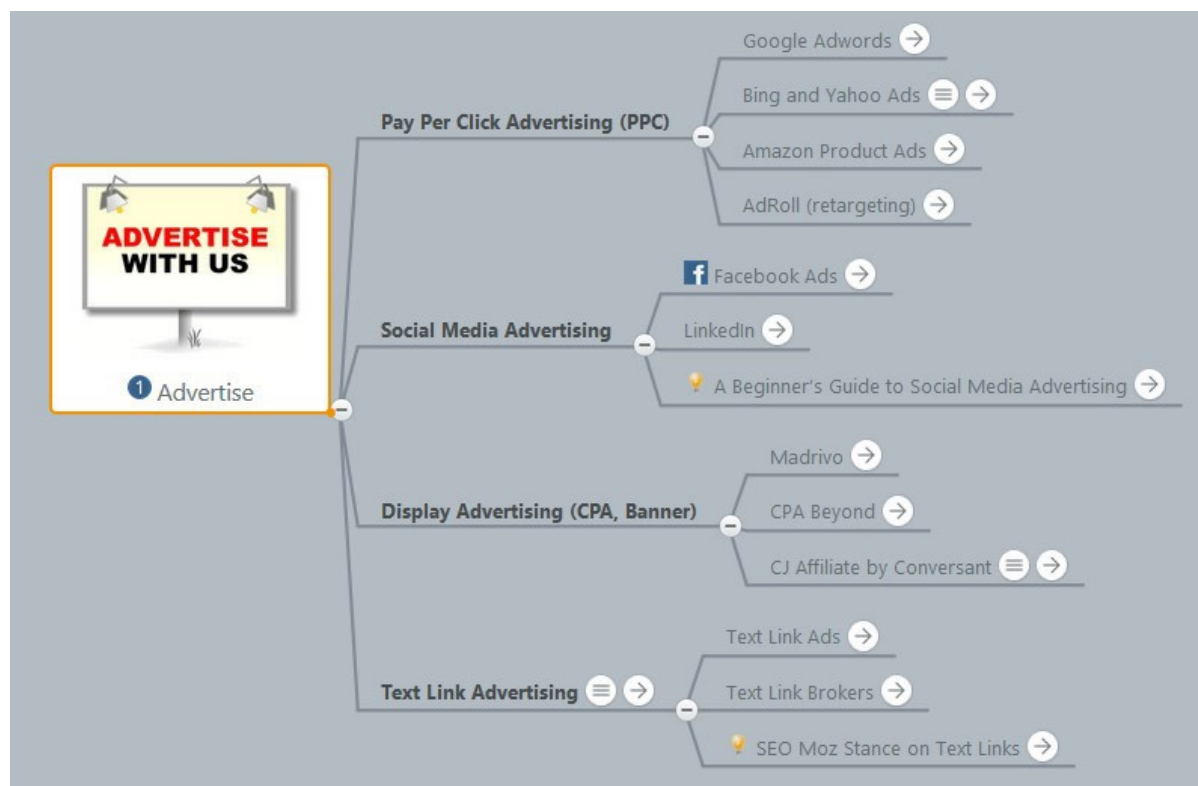 ADVERTISE
WITH US
1 Advertise
Pay Per Click Advertising (PPC)
Google Adwords
Bing and Yahoo Ads
Amazon Product Ads
AdRoll (retargeting)
Social Media Advertising
f Facebook Ads
LinkedIn
A Beginner's Guide to Social Media Advertising
Display Advertising (CPA, Banner)
Madrivo
CPA Beyond
CJ Affiliate by Conversant
Text Link Advertising
Text Link Ads
Text Link Brokers
SEO Moz Stance on Text Links